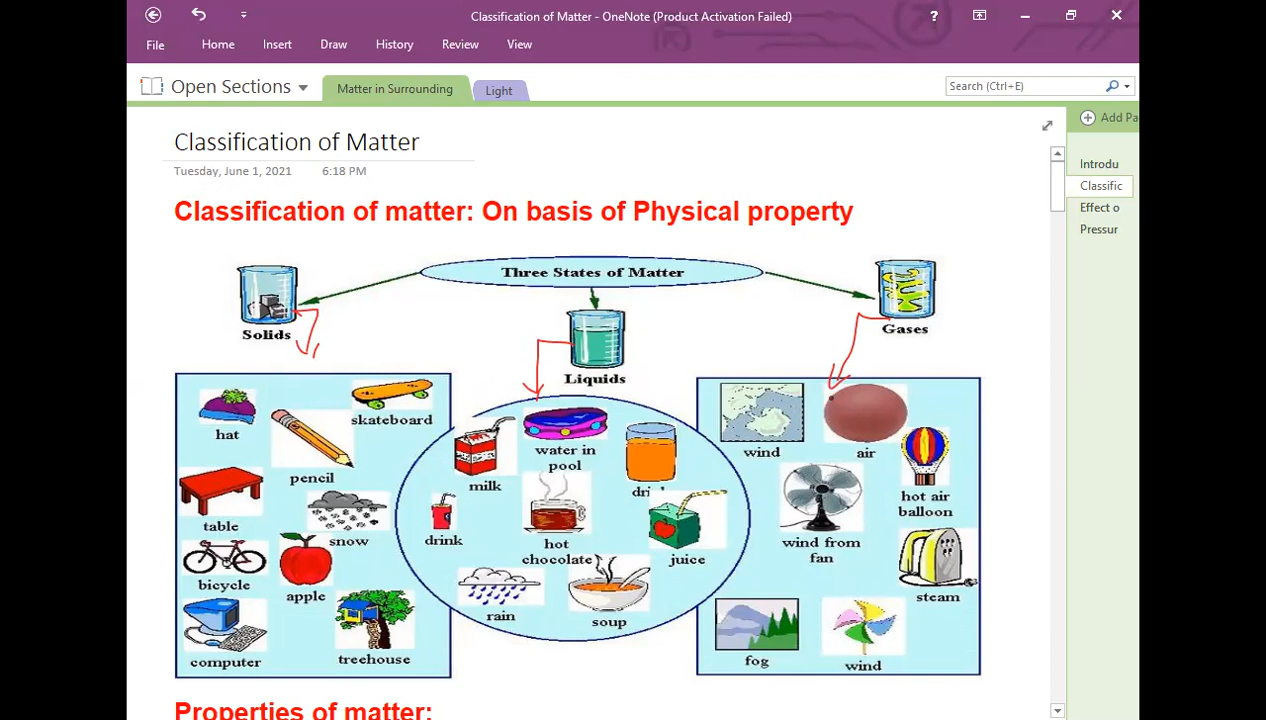 Classification of Matter - OneNote (Product Activation Failed)
?
File Home Insert Draw History Review View
Open Sections Matter in Surrounding Light Search (Ctrl+E)
Add Pa
Introdu
Classific
Effect o
Pressur
Classification of Matter
Tuesday, June 1, 2021 6:18 PM
Classification of matter: On basis of Physical property
Three States of Matter
Solids
Liquids
Gases
hat
skateboard
pencil
table
snow
bicycle
apple
computer
treehouse
milk
water in
pool
drink
hot
chocolate
juice
rain
soup
wind
air
hot air
balloon
wind from
fan
steam
fog
wind
Properties of matter: